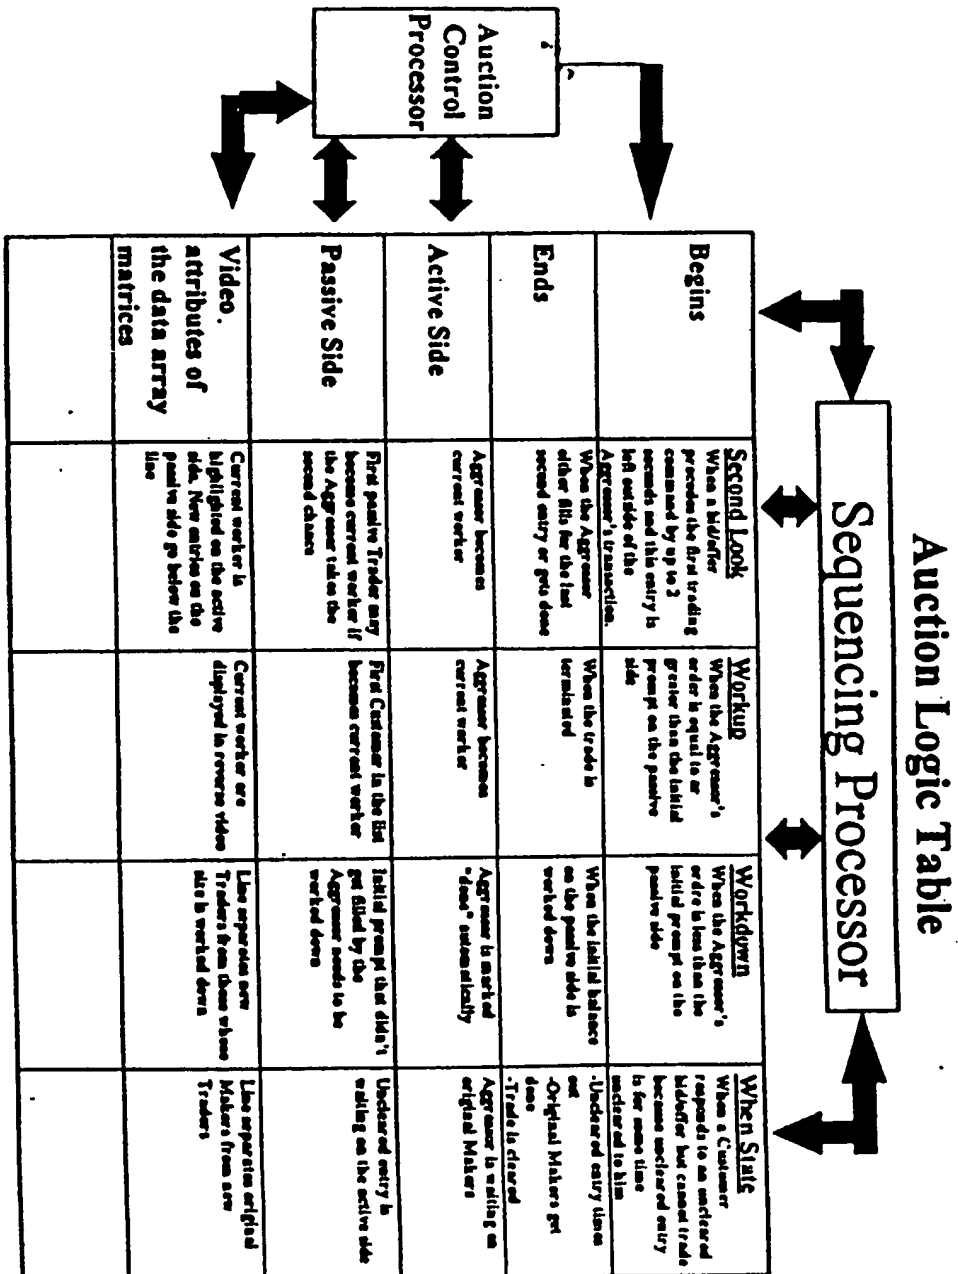 Auction Logic Table
Sequencing Processor
Auction
Control
Processor
Begins
Second Look
When a bid/offer
precedes the first trading
command by up to 2
seconds and this entry is
left outside of the
Aggressor's transaction.
Workup
When the Aggressor's
order is equal to or
greater than the initial
prompt on the passive
side
Workdown
When the Aggressor's
ordre is less than the
initial prompt on the
passive side
When State
When a Customer
responds to an uncleared
bid/offer but cannot trade
become uncleared entry
is for some time
uncleared to him
Ends
When the Aggressor
either fills for the last
second entry or gets done
When the trade is
terminated
When the initial balance
on the passive side is
worked down
-Uncleared entry times
out
-Original Makers get
done
-Trade is cleared
Active Side
Aggressor becomes
current worker
Aggressor becomes
current worker
Aggressor is marked
"done" automatically
Aggressor is waiting on
original Makers
Passive Side
First passive Trader may
become current worker if
the Aggressor takes the
second chance
First Customer in the list
becomes current worker
Initial prompt that didn't
get filled by the
Aggressor needs to be
worked down
Uncleared entry is
waiting on the active side
Video.
attributes of
the data array
matrices
Current worker is
highlighted on the active
side. New entries on the
passive side go below the
line
Current worker are
displayed in reverse video
Line separates new
Traders from those whose
size is worked down
Line separates original
Makers from new
Traders